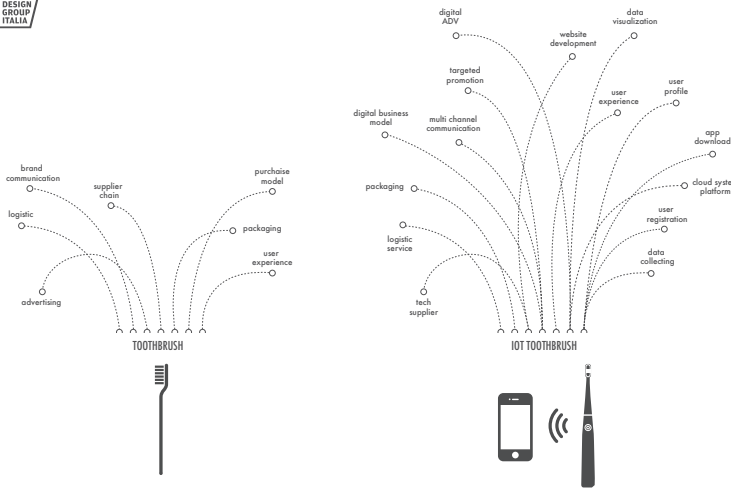 DESIGN
GROUP
ITALIA
brand
communication
supplier
chain
purchaise
model
logistic
packaging
user
experience
advertising
TOOTHBRUSH
digital
ADV
website
development
data
visualization
targeted
promotion
user
experience
user
profile
digital business
model
multi channel
communication
app
download
packaging
cloud syste
platform
logistic
service
user
registration
data
collecting
tech
supplier
IOT TOOTHBRUSH